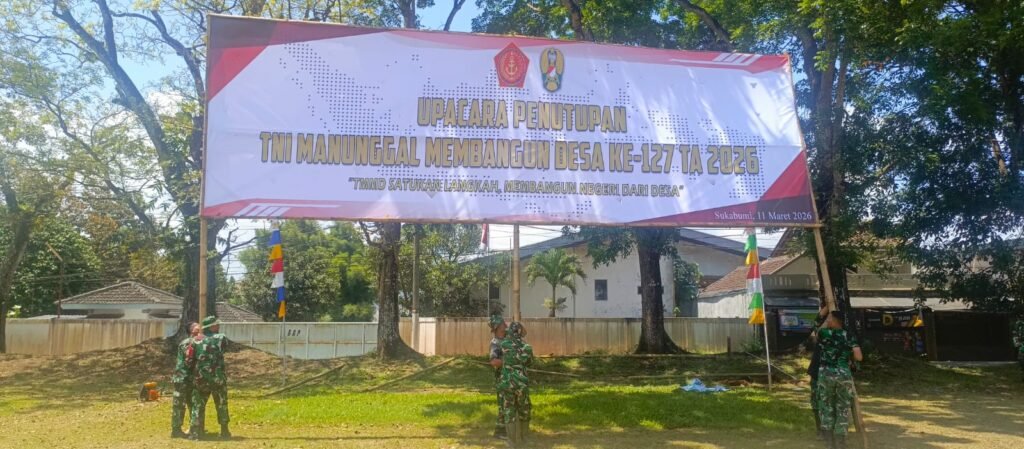 UPACARA PENUTUPAN
TNI MANUNGGAL MEMBANGUN DESA KE-127 TA 2026
"TMMD SATUKAN LANGKAH, MEMBANGUN NEGERI DARI DESA"
Sukabumi, 11 Maret 2026